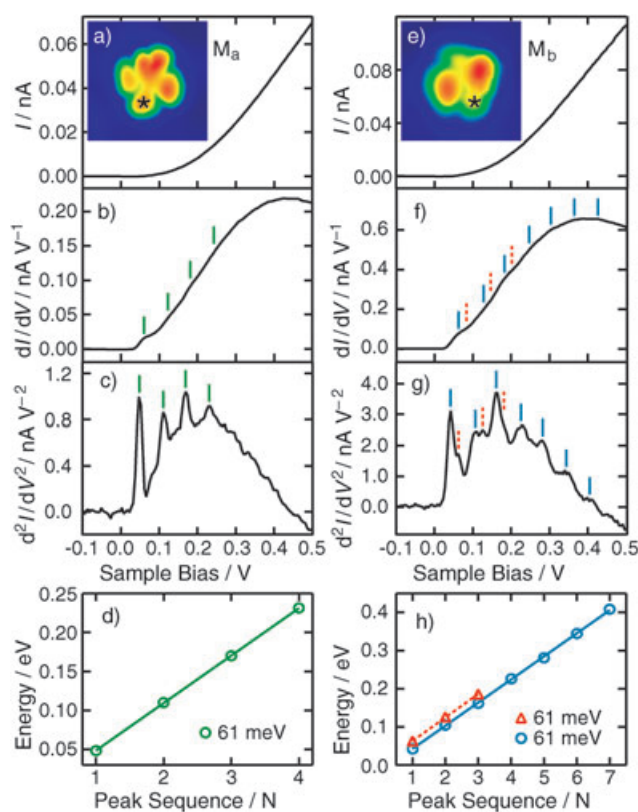 a)
M_a
I / nA
0.06
0.04
0.02
0.00
-0.1 0.0 0.1 0.2 0.3 0.4 0.5
b)
dI/dV / nA V⁻¹
0.20
0.15
0.10
0.05
0.00
c)
d²I/dV² / nA V⁻²
1.2
0.8
0.4
0.0
-0.1 0.0 0.1 0.2 0.3 0.4 0.5
Sample Bias / V
d)
Energy / eV
0.25
0.20
0.15
0.10
0.05
61 meV
1 2 3 4
Peak Sequence / N
e)
M_b
I / nA
0.08
0.04
0.00
f)
dI/dV / nA V⁻¹
0.6
0.4
0.2
0.0
g)
d²I/dV² / nA V⁻²
4.0
3.0
2.0
1.0
0.0
-0.1 0.0 0.1 0.2 0.3 0.4 0.5
Sample Bias / V
h)
Energy / eV
0.4
0.3
0.2
0.1
0.0
61 meV
61 meV
1 2 3 4 5 6 7
Peak Sequence / N